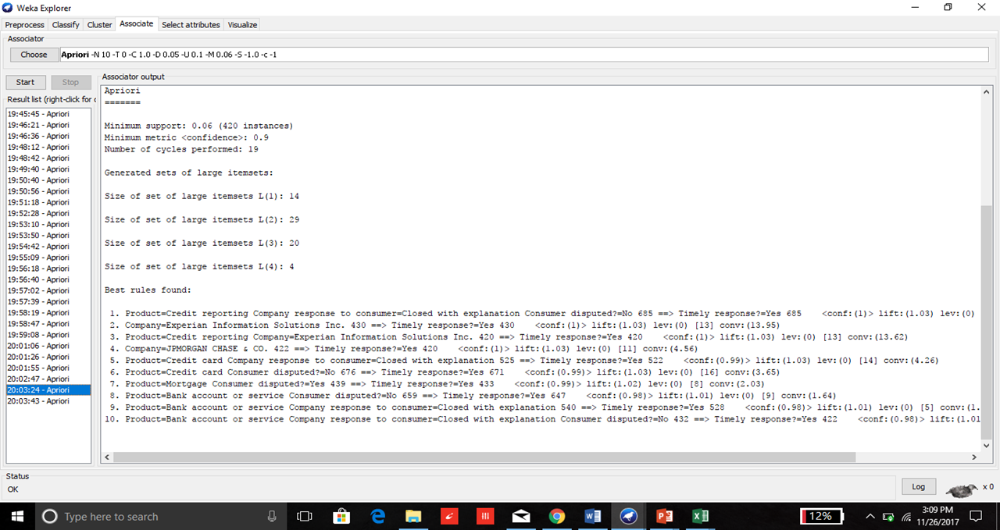 Weka Explorer
Preprocess Classify Cluster Associate Select attributes Visualize
Associator
Choose Apriori -N 10 -T 0 -C 1.0 -D 0.05 -U 0.1 -M 0.06 -S -1.0 -c -1
Start Stop
Result list (right-click for o
19:45:45 - Apriori
19:46:21 - Apriori
19:46:36 - Apriori
19:48:12 - Apriori
19:48:42 - Apriori
19:49:40 - Apriori
19:50:40 - Apriori
19:50:56 - Apriori
19:51:18 - Apriori
19:52:28 - Apriori
19:53:10 - Apriori
19:53:50 - Apriori
19:54:42 - Apriori
19:55:09 - Apriori
19:56:18 - Apriori
19:56:40 - Apriori
19:57:02 - Apriori
19:57:39 - Apriori
19:58:19 - Apriori
19:58:47 - Apriori
19:59:08 - Apriori
20:01:06 - Apriori
20:01:26 - Apriori
20:01:55 - Apriori
20:02:47 - Apriori
20:03:24 - Apriori
20:03:43 - Apriori
Associator output
Apriori
=======
Minimum support: 0.06 (420 instances)
Minimum metric <confidence>: 0.9
Number of cycles performed: 19
Generated sets of large itemsets:
Size of set of large itemsets L(1): 14
Size of set of large itemsets L(2): 29
Size of set of large itemsets L(3): 20
Size of set of large itemsets L(4): 4
Best rules found:
1. Product=Credit reporting Company response to consumer=Closed with explanation Consumer disputed?=No 685 ==> Timely response?=Yes 685 <conf:(1)> lift:(1.03) lev:(0)
2. Company=Experian Information Solutions Inc. 430 ==> Timely response?=Yes 430 <conf:(1)> lift:(1.03) lev:(0) [13] conv:(13.95)
3. Product=Credit reporting Company=Experian Information Solutions Inc. 420 ==> Timely response?=Yes 420 <conf:(1)> lift:(1.03) lev:(0) [13] conv:(13.62)
4. Company=JPMORGAN CHASE & CO. 422 ==> Timely response?=Yes 420 <conf:(1)> lift:(1.03) lev:(0) [11] conv:(4.56)
5. Product=Credit card Company response to consumer=Closed with explanation 525 ==> Timely response?=Yes 522 <conf:(0.99)> lift:(1.03) lev:(0) [14] conv:(4.26)
6. Product=Credit card Consumer disputed?=No 676 ==> Timely response?=Yes 671 <conf:(0.99)> lift:(1.03) lev:(0) [16] conv:(3.65)
7. Product=Mortgage Consumer disputed?=Yes 439 ==> Timely response?=Yes 433 <conf:(0.99)> lift:(1.02) lev:(0) [8] conv:(2.03)
8. Product=Bank account or service Consumer disputed?=No 659 ==> Timely response?=Yes 647 <conf:(0.98)> lift:(1.01) lev:(0) [9] conv:(1.64)
9. Product=Bank account or service Company response to consumer=Closed with explanation 540 ==> Timely response?=Yes 528 <conf:(0.98)> lift:(1.01) lev:(0) [5] conv:(1.
10. Product=Bank account or service Company response to consumer=Closed with explanation Consumer disputed?=No 432 ==> Timely response?=Yes 422 <conf:(0.98)> lift:(1.01
Status
OK
Log
x 0
Type here to search
12%
3:09 PM
11/26/2017